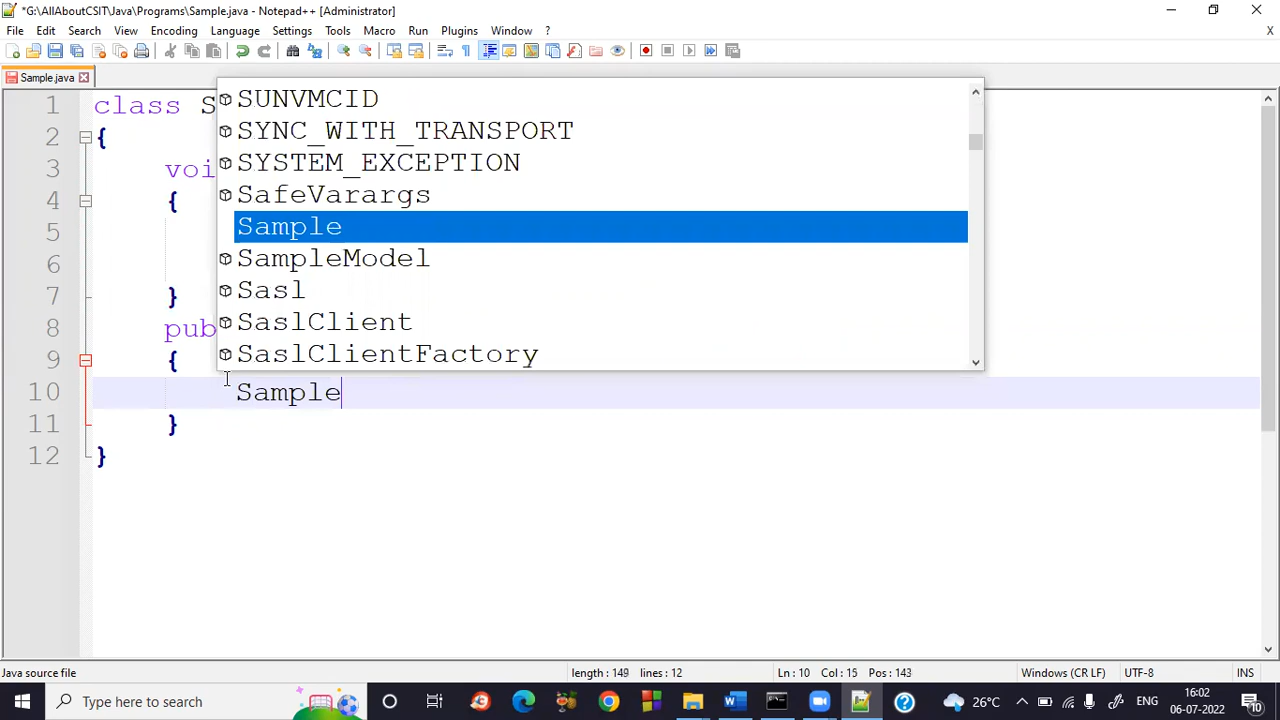 *G:\AllAboutCSIT\Java\Programs\Sample.java - Notepad++ [Administrator]
File Edit Search View Encoding Language Settings Tools Macro Run Plugins Window ? X
Sample.java
1 class S
2 {
3 voi
4 {
5
6
7 }
8 pub
9 {
10 Sample
11 }
12 }
SUNVMCID
SYNC_WITH_TRANSPORT
SYSTEM_EXCEPTION
SafeVarargs
Sample
SampleModel
Sasl
SaslClient
SaslClientFactory
Java source file length : 149 lines : 12 Ln : 10 Col : 15 Pos : 143 Windows (CR LF) UTF-8 INS
Type here to search 26°C ENG 16:02
06-07-2022 10